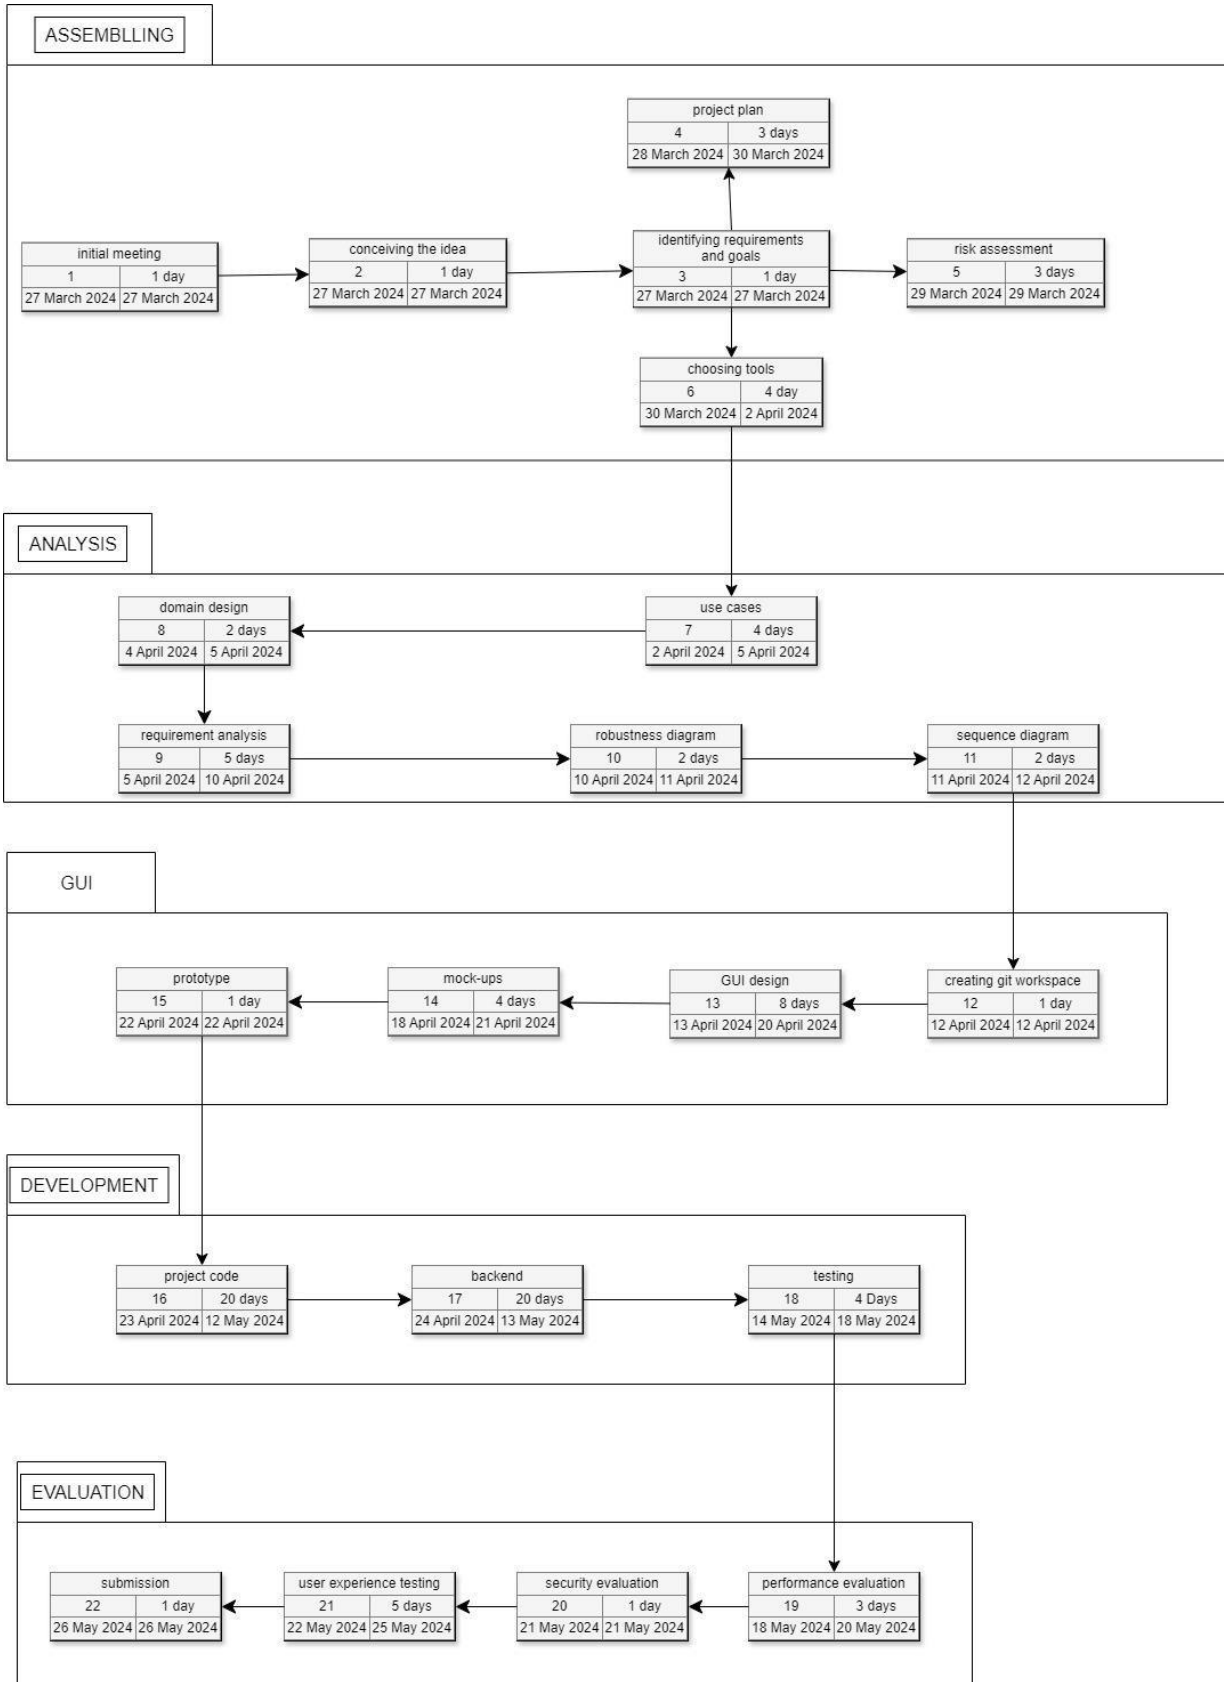 ASSEMBLLING
project plan
4 3 days
28 March 2024 30 March 2024
initial meeting
1 1 day
27 March 2024 27 March 2024
conceiving the idea
2 1 day
27 March 2024 27 March 2024
identifying requirements
and goals
3 1 day
27 March 2024 27 March 2024
risk assessment
5 3 days
29 March 2024 29 March 2024
choosing tools
6 4 day
30 March 2024 2 April 2024
ANALYSIS
domain design
8 2 days
4 April 2024 5 April 2024
use cases
7 4 days
2 April 2024 5 April 2024
requirement analysis
9 5 days
5 April 2024 10 April 2024
robustness diagram
10 2 days
10 April 2024 11 April 2024
sequence diagram
11 2 days
11 April 2024 12 April 2024
GUI
prototype
15 1 day
22 April 2024 22 April 2024
mock-ups
14 4 days
18 April 2024 21 April 2024
GUI design
13 8 days
13 April 2024 20 April 2024
creating git workspace
12 1 day
12 April 2024 12 April 2024
DEVELOPMENT
project code
16 20 days
23 April 2024 12 May 2024
backend
17 20 days
24 April 2024 13 May 2024
testing
18 4 Days
14 May 2024 18 May 2024
EVALUATION
submission
22 1 day
26 May 2024 26 May 2024
user experience testing
21 5 days
22 May 2024 25 May 2024
security evaluation
20 1 day
21 May 2024 21 May 2024
performance evaluation
19 3 days
18 May 2024 20 May 2024